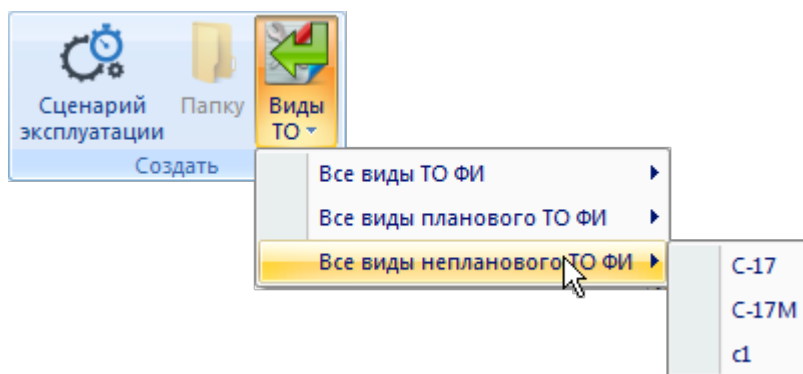 Сценарий эксплуатации
Папку
Виды ТО
Создать
Все виды ТО ФИ
Все виды планового ТО ФИ
Все виды непланового ТО ФИ
С-17
С-17М
с1